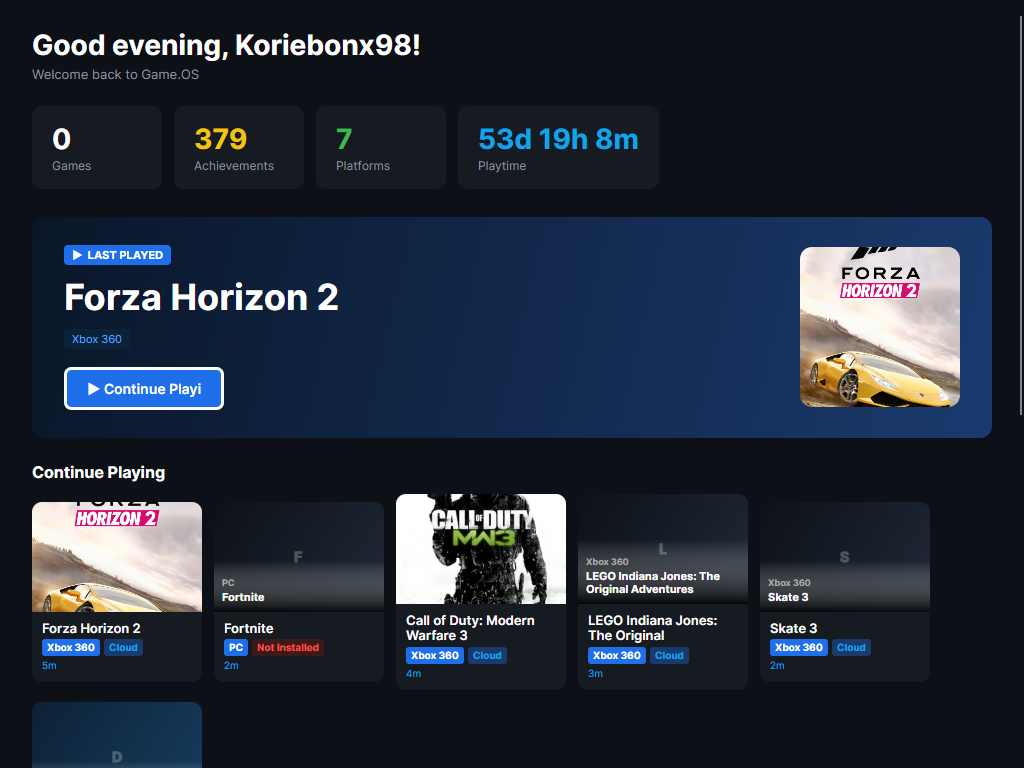 Good evening, Koriebonx98!
Welcome back to Game.OS
0
Games
379
Achievements
7
Platforms
53d 19h 8m
Playtime
▶ LAST PLAYED
Forza Horizon 2
Xbox 360
▶ Continue Playi
FORZA
HORIZON 2
Continue Playing
FORZA
HORIZON 2
Forza Horizon 2
Xbox 360 Cloud
5m
F
PC
Fortnite
Fortnite
PC Not Installed
2m
CALL OF DUTY
MW3
Call of Duty: Modern
Warfare 3
Xbox 360 Cloud
4m
L
Xbox 360
LEGO Indiana Jones: The
Original Adventures
LEGO Indiana Jones:
The Original
Xbox 360 Cloud
3m
S
Xbox 360
Skate 3
Skate 3
Xbox 360 Cloud
2m
D